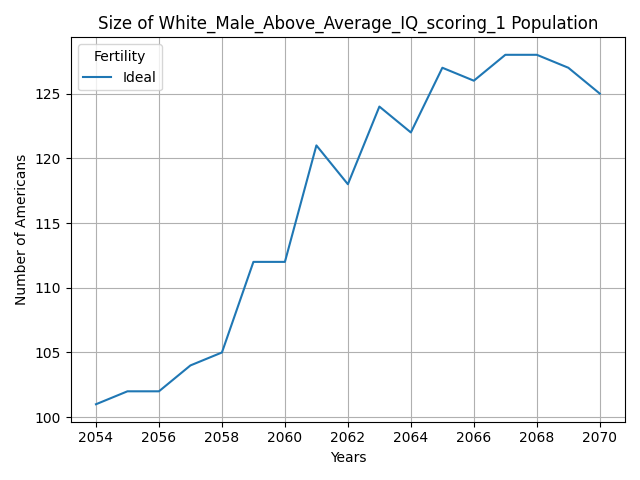 Size of White_Male_Above_Average_IQ_scoring_1 Population
Fertility
Ideal
Number of Americans
125
120
115
110
105
100
2054 2056 2058 2060 2062 2064 2066 2068 2070
Years